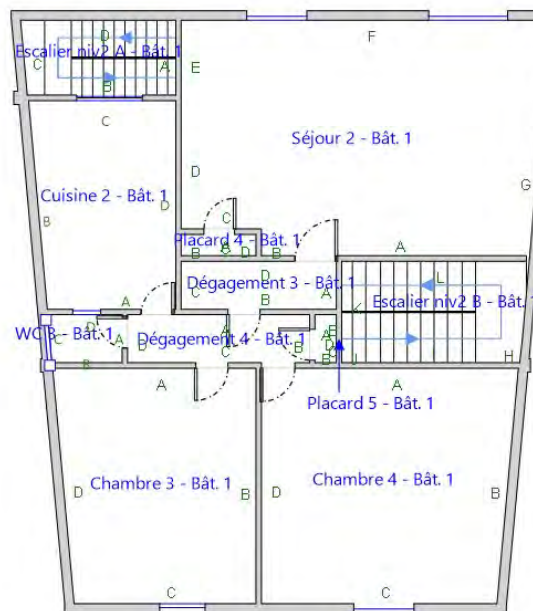 F
D
Escalier niv2 A - Bât. 1
C
A
B
E
C
Séjour 2 - Bât. 1
D
G
Cuisine 2 - Bât. 1
B
D
C
Placard 4 - Bât. 1
B
D
B
A
D
Dégagement 3 - Bât. 1
L
C
B
A
K
Escalier niv2 B - Bât. 1
A
WC 3 - Bât. 1
D
C
A
B
D
Dégagement 4 - Bât. 1
A
C
B
E
A
D
B
J
H
A
A
Placard 5 - Bât. 1
Chambre 3 - Bât. 1
Chambre 4 - Bât. 1
D
B
D
B
C
C